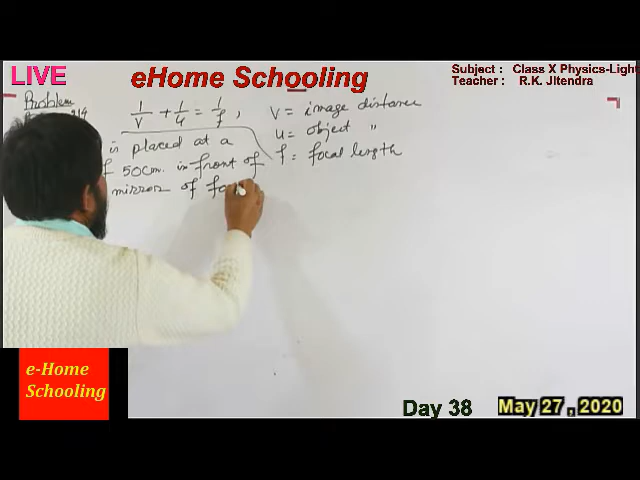 LIVE
eHome Schooling
Subject : Class X Physics-Ligh
Teacher : R.K. JItendra
Problem
1/v + 1/u = 1/f , v = image distance
u = object "
f = focal length
is placed at a
f 50cm. in front of
mirror of fo
e-Home
Schooling
Day 38
May 27 , 2020